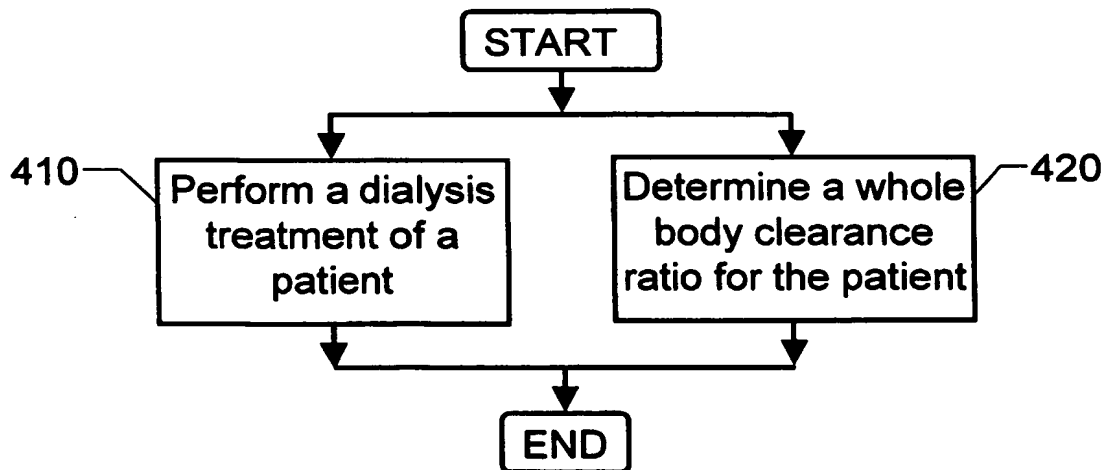 START
410
Perform a dialysis
treatment of a
patient
Determine a whole
body clearance
ratio for the patient
420
END